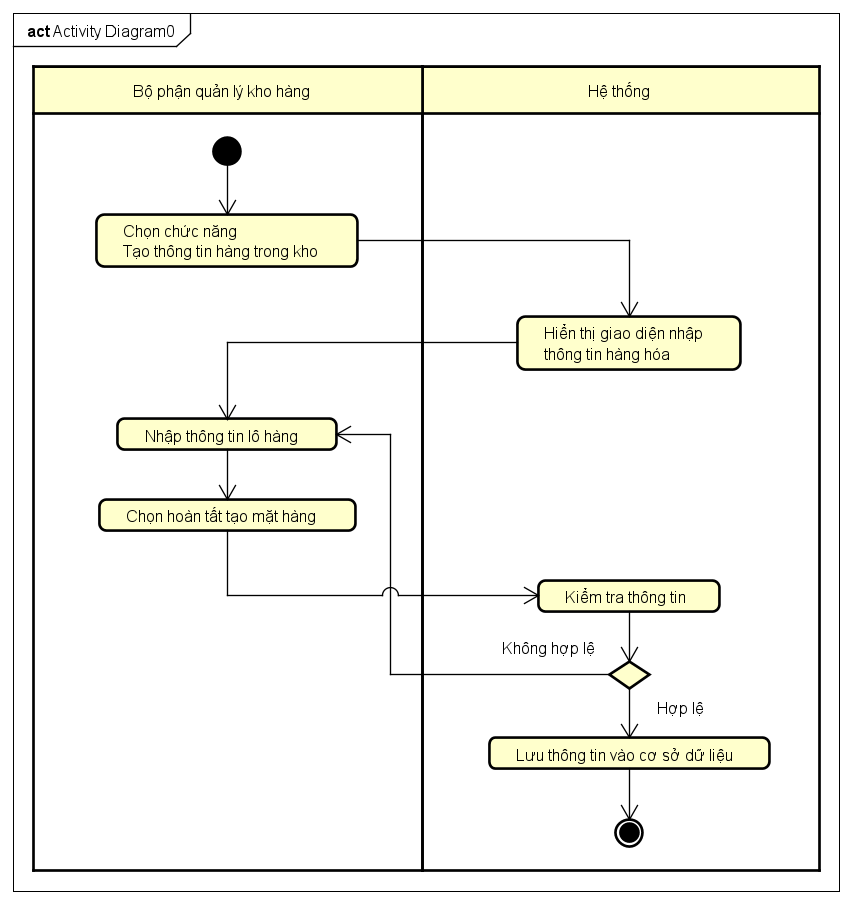 act Activity Diagram0
Bộ phận quản lý kho hàng
Hệ thống
Chọn chức năng
Tạo thông tin hàng trong kho
Hiển thị giao diện nhập
thông tin hàng hóa
Nhập thông tin lô hàng
Chọn hoàn tất tạo mặt hàng
Kiểm tra thông tin
Không hợp lệ
Hợp lệ
Lưu thông tin vào cơ sở dữ liệu